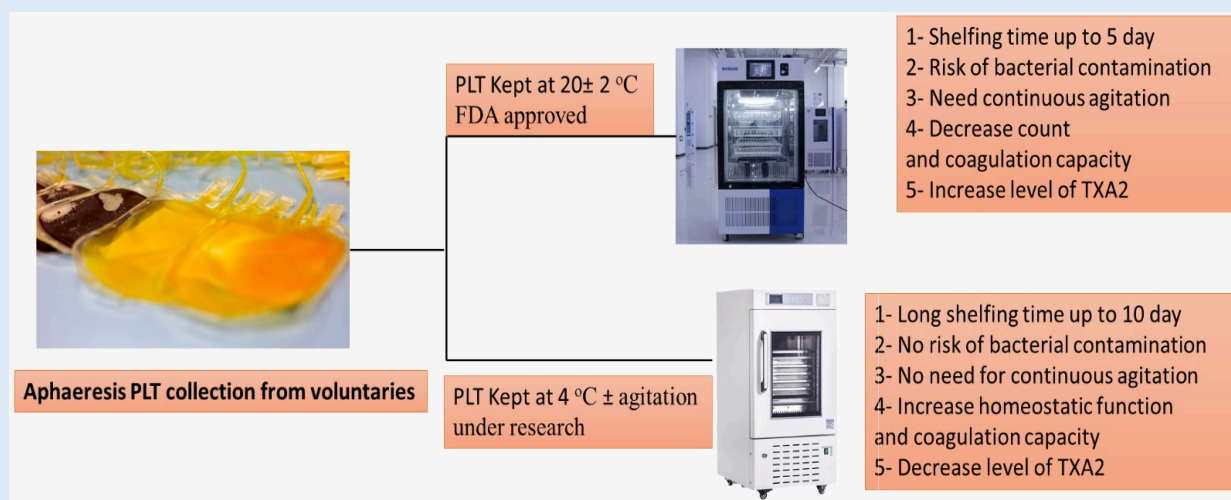 PLT Kept at 20± 2 °C
FDA approved
1- Shelfing time up to 5 day
2- Risk of bacterial contamination
3- Need continuous agitation
4- Decrease count
and coagulation capacity
5- Increase level of TXA2
Aphaeresis PLT collection from voluntaries
PLT Kept at 4 °C ± agitation
under research
1- Long shelfing time up to 10 day
2- No risk of bacterial contamination
3- No need for continuous agitation
4- Increase homeostatic function
and coagulation capacity
5- Decrease level of TXA2